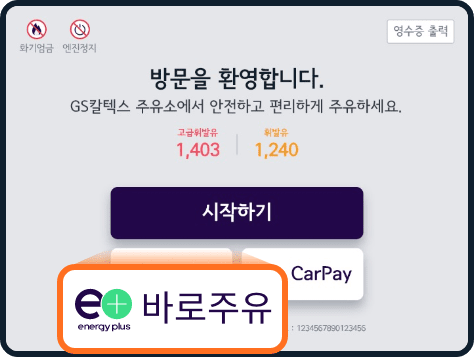 화기엄금 엔진정지
영수증 출력
방문을 환영합니다.
GS칼텍스 주유소에서 안전하고 편리하게 주유하세요.
고급휘발유 휘발유
1,403 1,240
시작하기
CarPay
e+ 바로주유
energy plus
: 1234567890123456